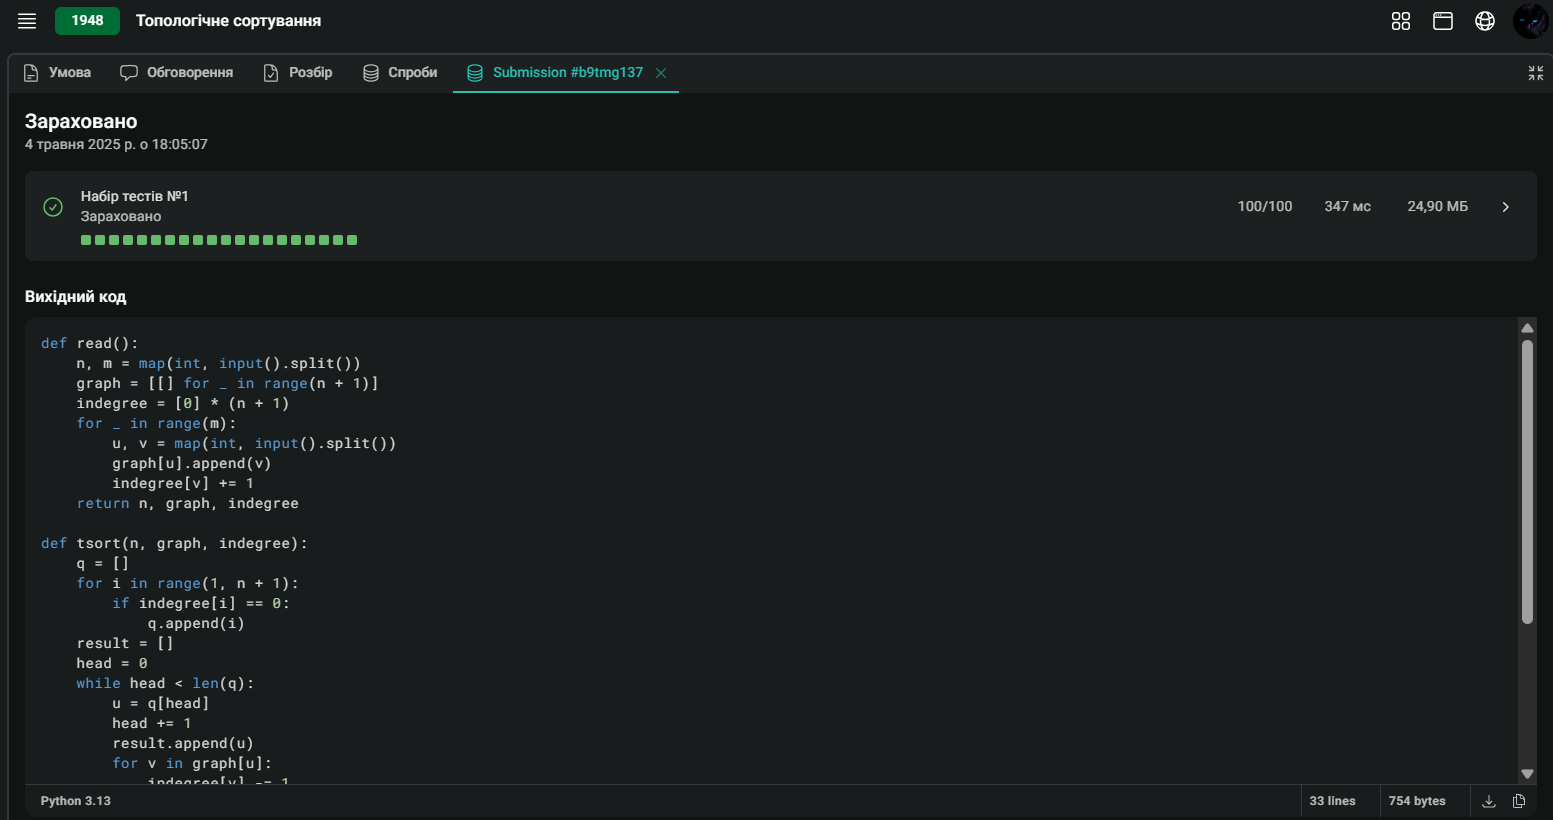 1948 Топологічне сортування
Умова Обговорення Розбір Спроби Submission #b9tmg137
Зараховано
4 травня 2025 р. о 18:05:07
Набір тестів №1
Зараховано
100/100 347 мс 24,90 МБ
Вихідний код
def read():
    n, m = map(int, input().split())
    graph = [[] for _ in range(n + 1)]
    indegree = [0] * (n + 1)
    for _ in range(m):
        u, v = map(int, input().split())
        graph[u].append(v)
        indegree[v] += 1
    return n, graph, indegree
def tsort(n, graph, indegree):
    q = []
    for i in range(1, n + 1):
        if indegree[i] == 0:
            q.append(i)
    result = []
    head = 0
    while head < len(q):
        u = q[head]
        head += 1
        result.append(u)
        for v in graph[u]:
            indegree[v] -= 1
Python 3.13 33 lines 754 bytes